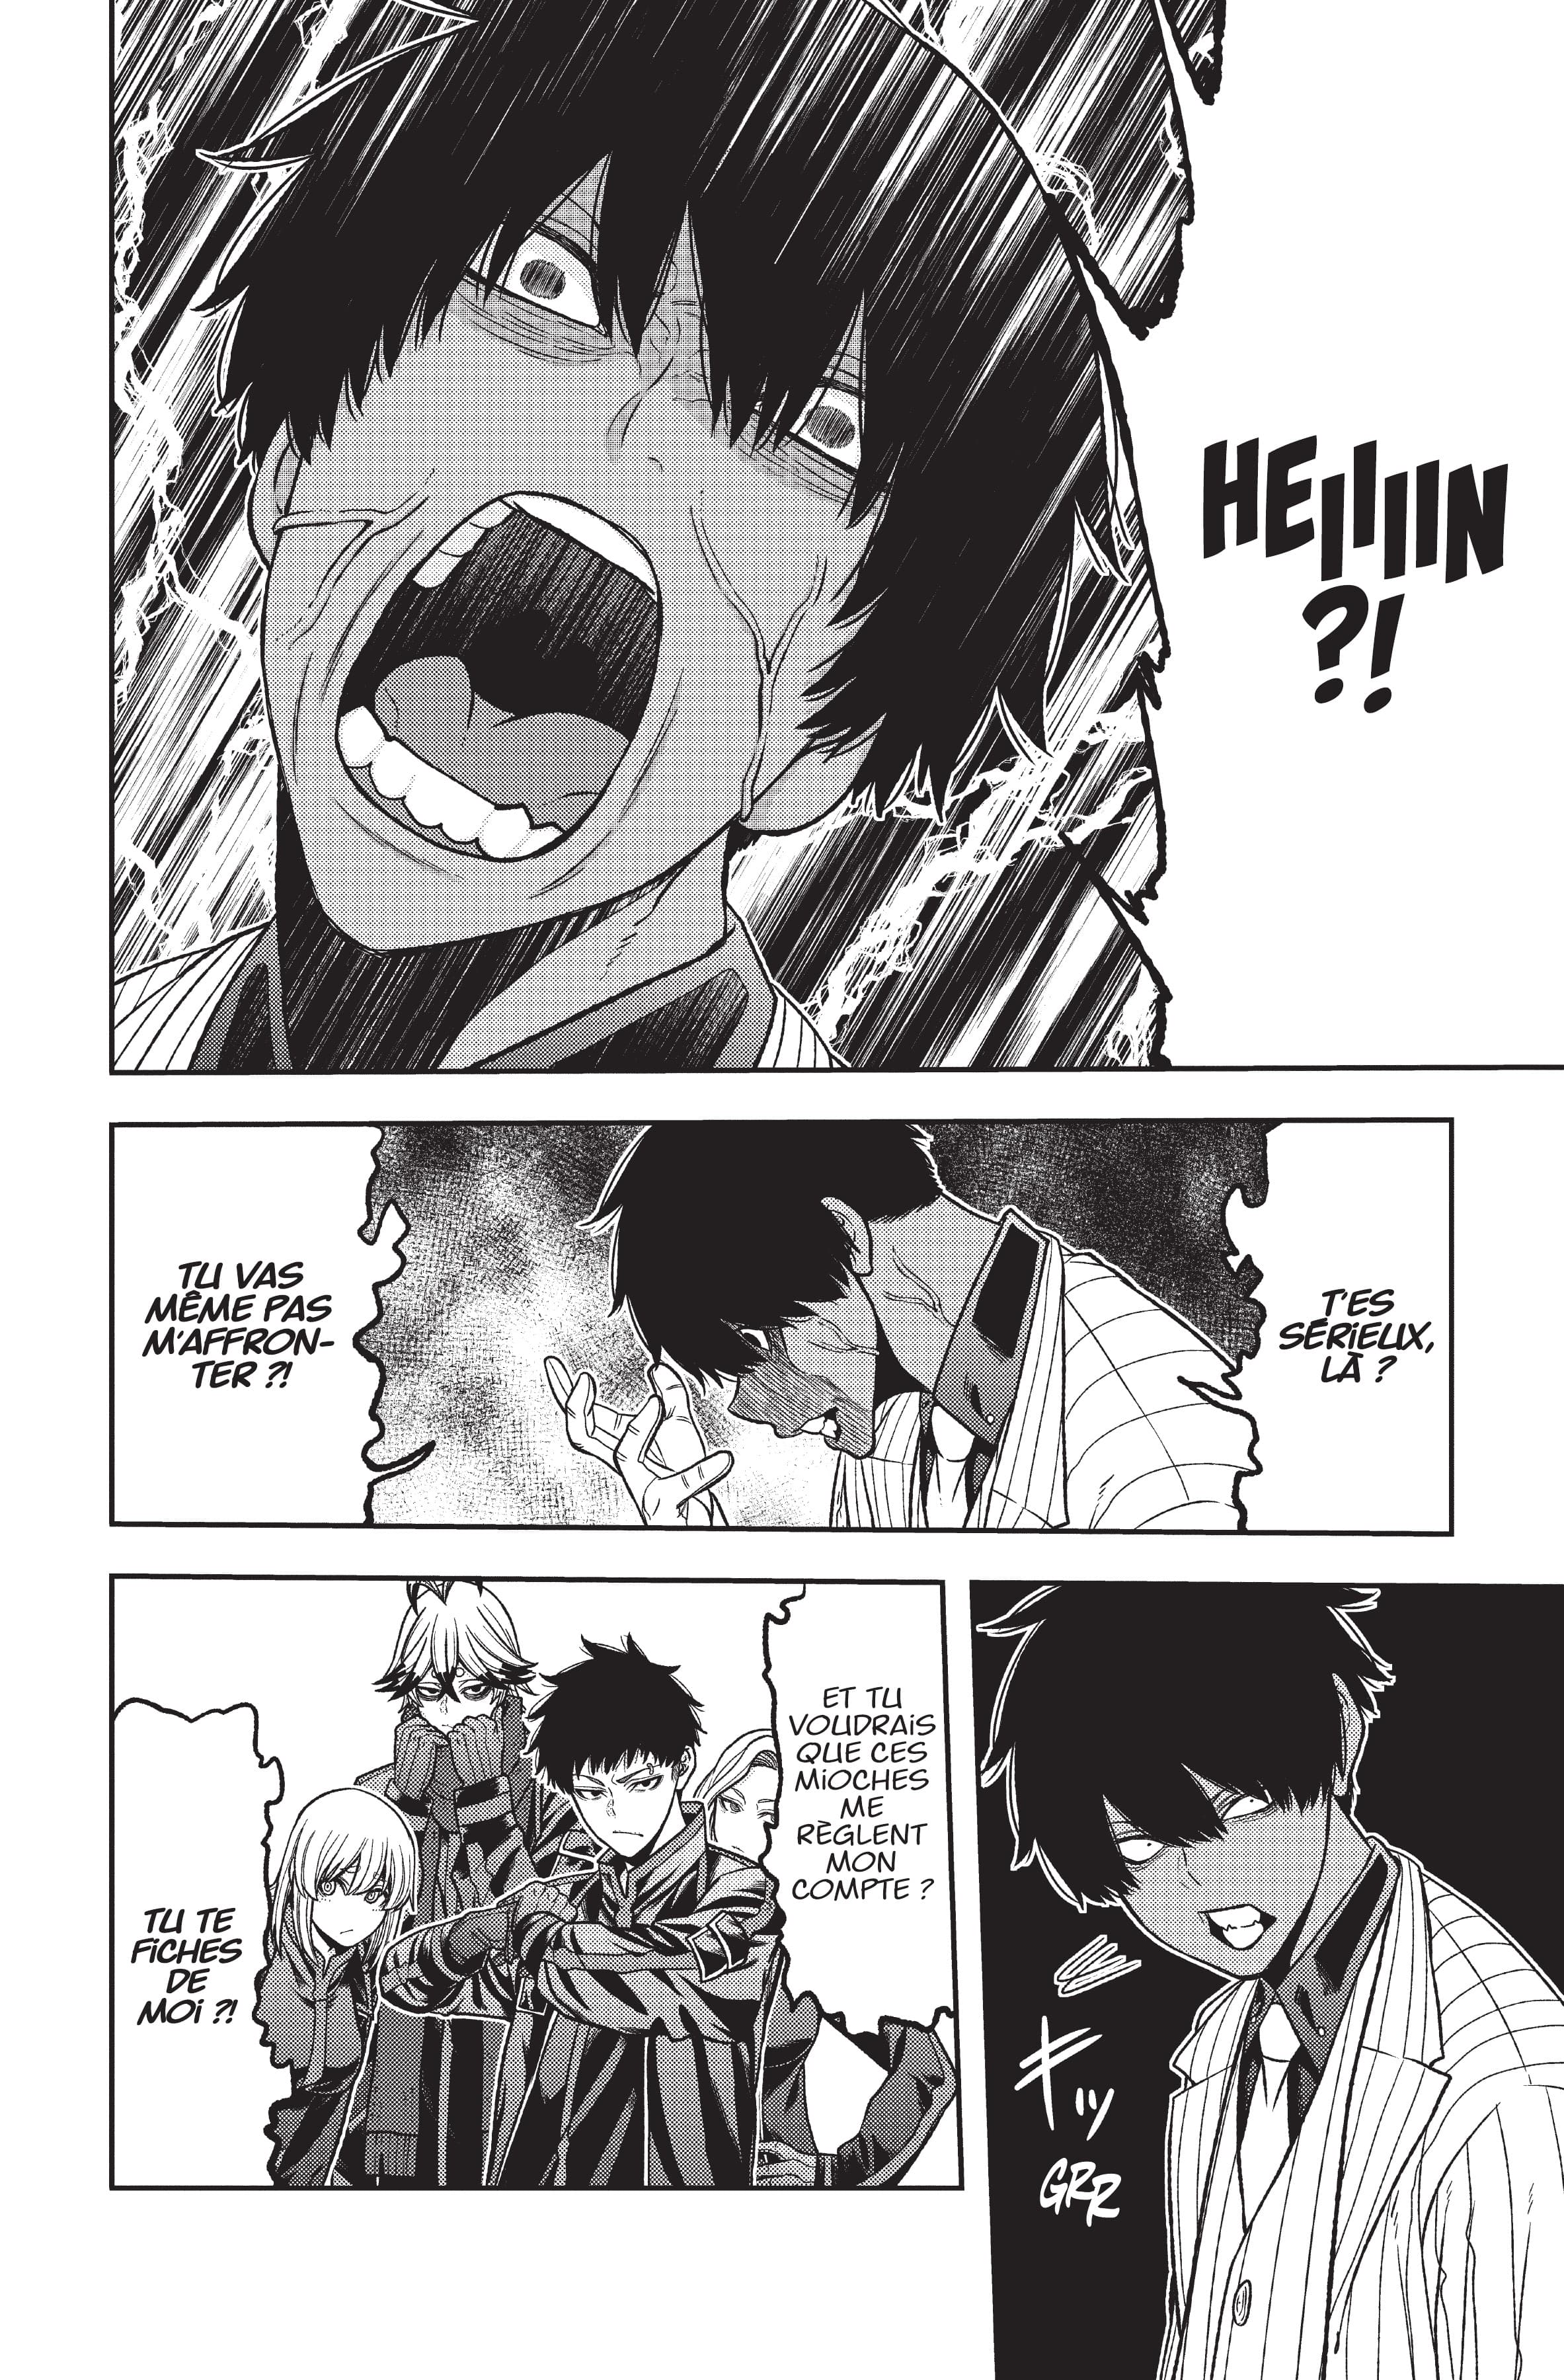 HEIIIIN
?!
T'ES
SÉRIEUX,
LÀ ?
TU VAS
MÊME PAS
M'AFFRON-
TER ?!
キッ
GRR
ET TU
VOUDRAIS
QUE CES
MIOCHES
ME
RÈGLENT
MON
COMPTE ?
TU TE
FICHES
DE
MOI ?!